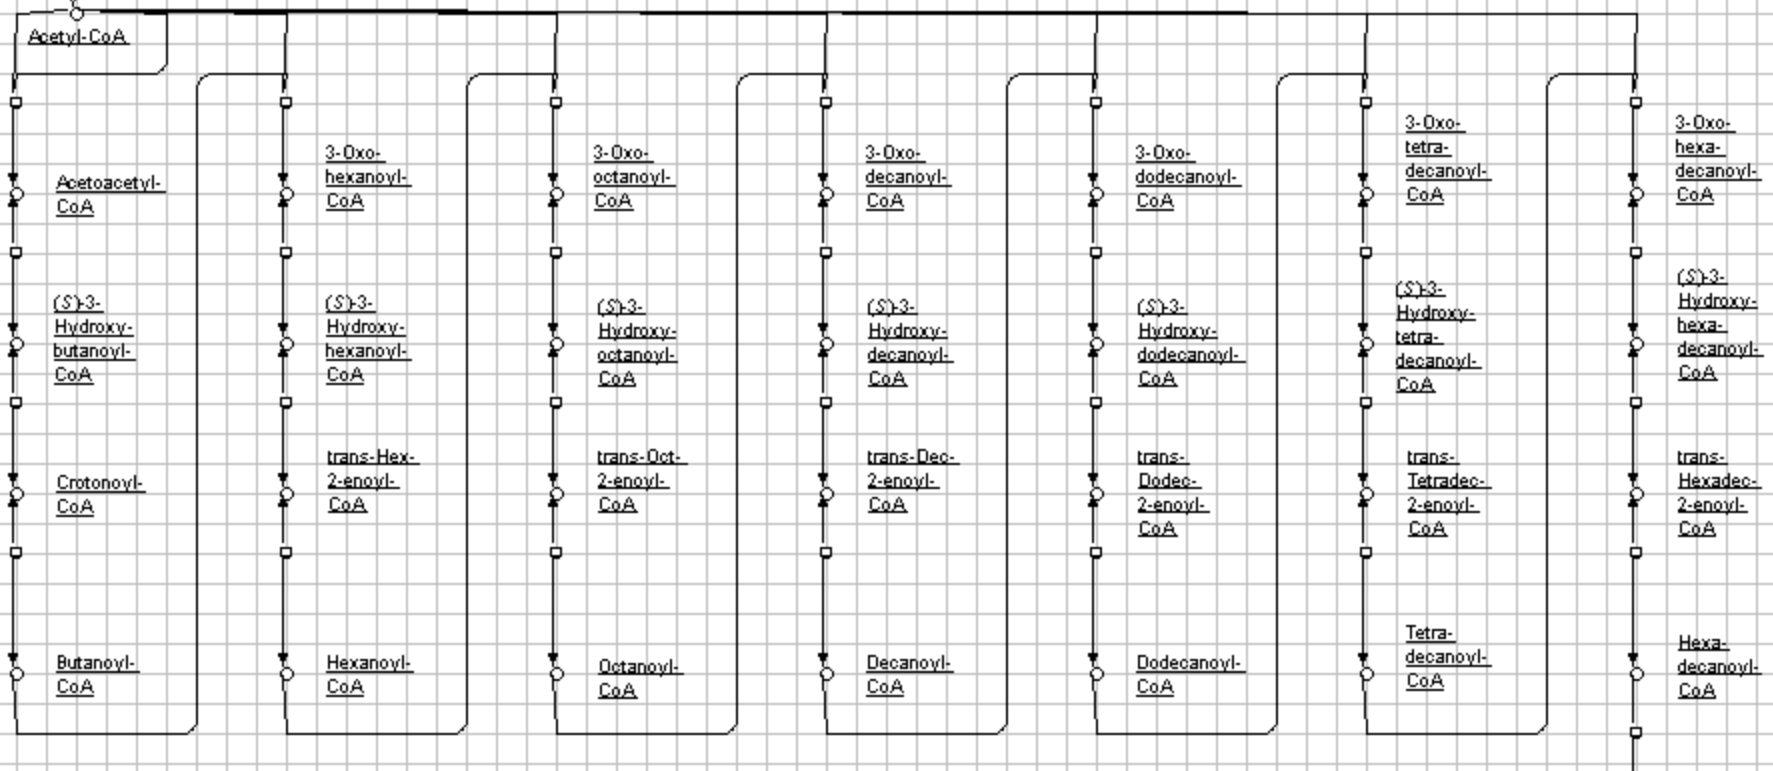 Acetyl-CoA
Acetoacetyl-
CoA
(S)-3-
Hydroxy-
butanoyl-
CoA
Crotonoyl-
CoA
Butanoyl-
CoA
3-Oxo-
hexanoyl-
CoA
(S)-3-
Hydroxy-
hexanoyl-
CoA
trans-Hex-
2-enoyl-
CoA
Hexanoyl-
CoA
3-Oxo-
octanoyl-
CoA
(S)-3-
Hydroxy-
octanoyl-
CoA
trans-Oct-
2-enoyl-
CoA
Octanoyl-
CoA
3-Oxo-
decanoyl-
CoA
(S)-3-
Hydroxy-
decanoyl-
CoA
trans-Dec-
2-enoyl-
CoA
Decanoyl-
CoA
3-Oxo-
dodecanoyl-
CoA
(S)-3-
Hydroxy-
dodecanoyl-
CoA
trans-
Dodec-
2-enoyl-
CoA
Dodecanoyl-
CoA
3-Oxo-
tetra-
decanoyl-
CoA
(S)-3-
Hydroxy-
tetra-
decanoyl-
CoA
trans-
Tetradec-
2-enoyl-
CoA
Tetra-
decanoyl-
CoA
3-Oxo-
hexa-
decanoyl-
CoA
(S)-3-
Hydroxy-
hexa-
decanoyl-
CoA
trans-
Hexadec-
2-enoyl-
CoA
Hexa-
decanoyl-
CoA